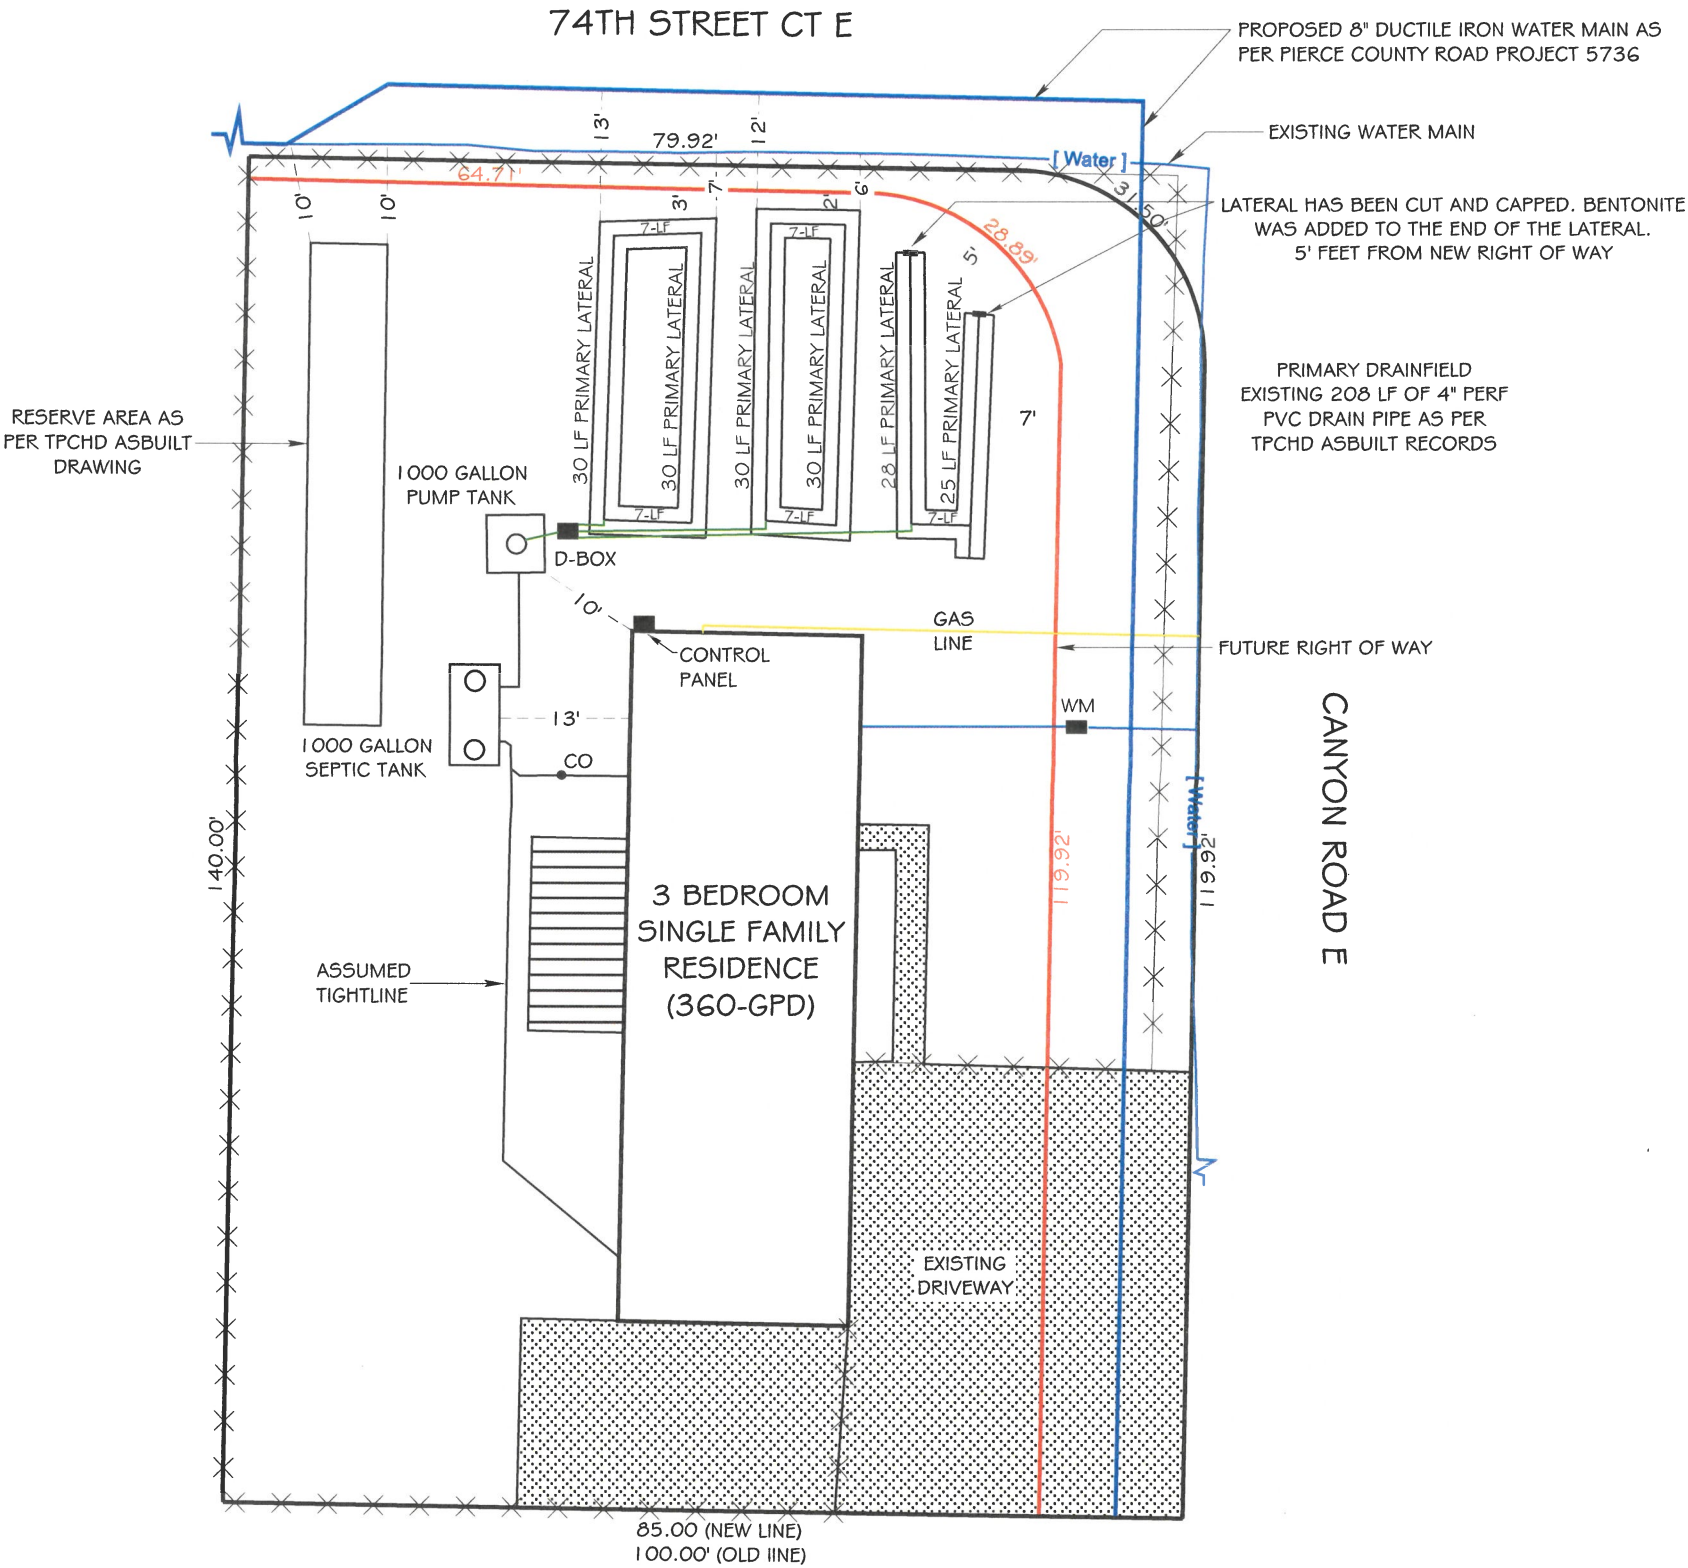 74TH STREET CT E
PROPOSED 8" DUCTILE IRON WATER MAIN AS
PER PIERCE COUNTY ROAD PROJECT 5736
EXISTING WATER MAIN
13'
79.92'
12'
[ Water ]
64.71'
31.50'
LATERAL HAS BEEN CUT AND CAPPED. BENTONITE
WAS ADDED TO THE END OF THE LATERAL.
5' FEET FROM NEW RIGHT OF WAY
10'
10'
3'
7'
2'
6'
28.89'
5'
7-LF
7-LF
30 LF PRIMARY LATERAL
30 LF PRIMARY LATERAL
30 LF PRIMARY LATERAL
30 LF PRIMARY LATERAL
28 LF PRIMARY LATERAL
25 LF PRIMARY LATERAL
7'
PRIMARY DRAINFIELD
EXISTING 208 LF OF 4" PERF
PVC DRAIN PIPE AS PER
TPCHD ASBUILT RECORDS
RESERVE AREA AS
PER TPCHD ASBUILT
DRAWING
1000 GALLON
PUMP TANK
7-LF
7-LF
7-LF
D-BOX
10'
GAS
LINE
CONTROL
PANEL
FUTURE RIGHT OF WAY
13'
WM
1000 GALLON
SEPTIC TANK
CO
CANYON ROAD E
[ Water ]
140.00'
119.92'
119.92'
3 BEDROOM
SINGLE FAMILY
RESIDENCE
(360-GPD)
ASSUMED
TIGHTLINE
EXISTING
DRIVEWAY
85.00 (NEW LINE)
100.00' (OLD lINE)